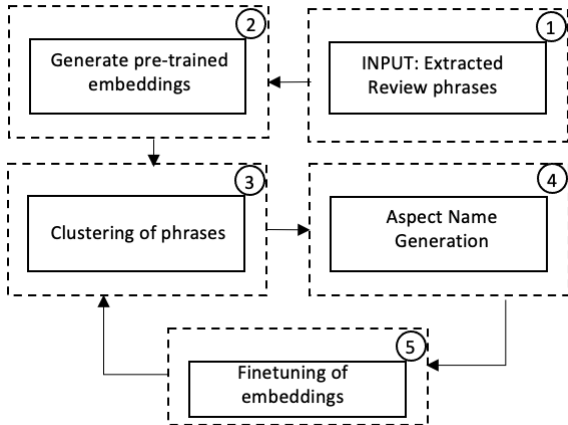 2
Generate pre-trained
embeddings
1
INPUT: Extracted
Review phrases
3
Clustering of phrases
4
Aspect Name
Generation
5
Finetuning of
embeddings